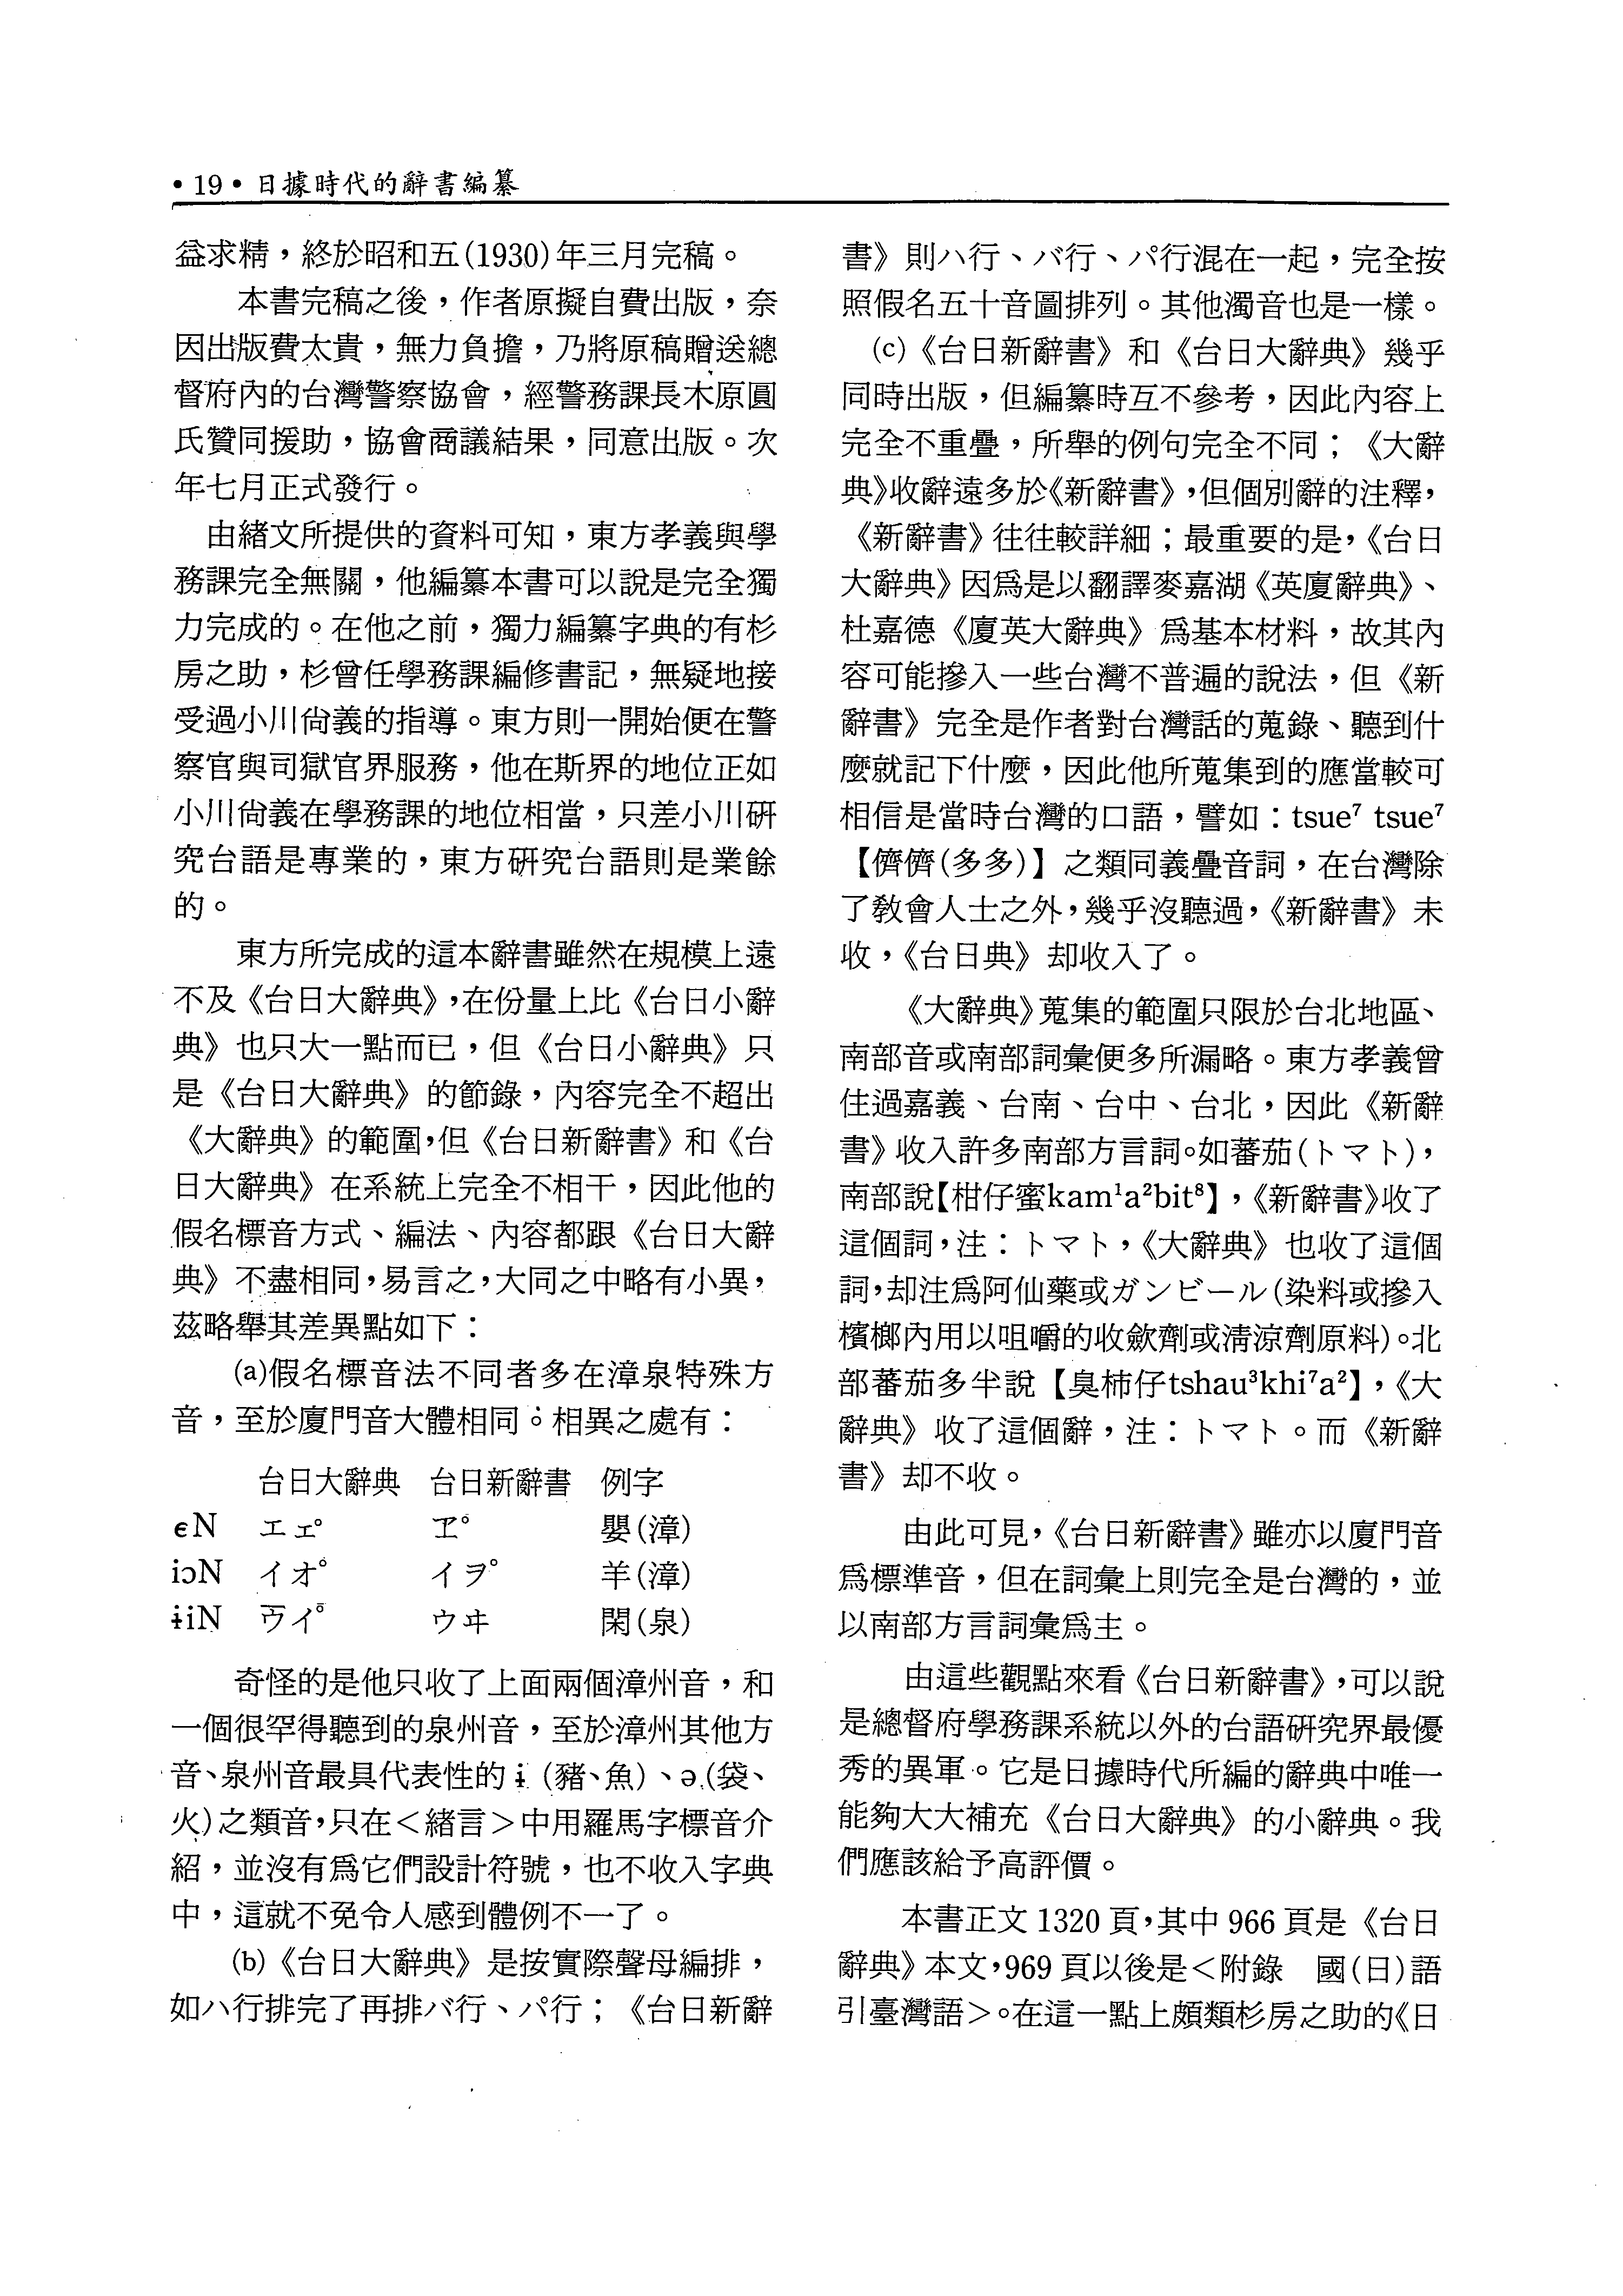 • 19 • 日據時代的辭書編纂
益求精，終於昭和五(1930)年三月完稿。
本書完稿之後，作者原擬自費出版，奈
因出版費太貴，無力負擔，乃將原稿贈送總
督府內的台灣警察協會，經警務課長木原圓
氏贊同援助，協會商議結果，同意出版。次
年七月正式發行。
由緒文所提供的資料可知，東方孝義與學
務課完全無關，他編纂本書可以說是完全獨
力完成的。在他之前，獨力編纂字典的有杉
房之助，杉曾任學務課編修書記，無疑地接
受過小川尙義的指導。東方則一開始便在警
察官與司獄官界服務，他在斯界的地位正如
小川尙義在學務課的地位相當，只差小川研
究台語是專業的，東方研究台語則是業餘
的。
東方所完成的這本辭書雖然在規模上遠
不及《台日大辭典》，在份量上比《台日小辭
典》也只大一點而已，但《台日小辭典》只
是《台日大辭典》的節錄，內容完全不超出
《大辭典》的範圍，但《台日新辭書》和《台
日大辭典》在系統上完全不相干，因此他的
假名標音方式、編法、內容都跟《台日大辭
典》不盡相同，易言之，大同之中略有小異，
茲略舉其差異點如下：
(a)假名標音法不同者多在漳泉特殊方
音，至於廈門音大體相同。相異之處有：
台日大辭典 台日新辭書 例字
ɛN エェ° ヱ° 嬰(漳)
iɔN イオ° イヲ° 羊(漳)
ɨiN ウイ° ウヰ 閑(泉)
奇怪的是他只收了上面兩個漳州音，和
一個很罕得聽到的泉州音，至於漳州其他方
音、泉州音最具代表性的ɨ (豬、魚)、ə(袋、
火)之類音，只在＜緒言＞中用羅馬字標音介
紹，並沒有爲它們設計符號，也不收入字典
中，這就不免令人感到體例不一了。
(b)《台日大辭典》是按實際聲母編排，
如ハ行排完了再排バ行、パ行；《台日新辭
書》則ハ行、バ行、パ行混在一起，完全按
照假名五十音圖排列。其他濁音也是一樣。
(c)《台日新辭書》和《台日大辭典》幾乎
同時出版，但編纂時互不參考，因此內容上
完全不重疊，所舉的例句完全不同；《大辭
典》收辭遠多於《新辭書》，但個別辭的注釋，
《新辭書》往往較詳細；最重要的是，《台日
大辭典》因爲是以翻譯麥嘉湖《英廈辭典》、
杜嘉德《廈英大辭典》爲基本材料，故其內
容可能摻入一些台灣不普遍的說法，但《新
辭書》完全是作者對台灣話的蒐錄、聽到什
麼就記下什麼，因此他所蒐集到的應當較可
相信是當時台灣的口語，譬如：tsue⁷ tsue⁷
【儕儕(多多)】之類同義疊音詞，在台灣除
了教會人士之外，幾乎沒聽過，《新辭書》未
收，《台日典》却收入了。
《大辭典》蒐集的範圍只限於台北地區、
南部音或南部詞彙便多所漏略。東方孝義曾
住過嘉義、台南、台中、台北，因此《新辭
書》收入許多南部方言詞。如蕃茄(トマト)，
南部說【柑仔蜜kam¹a²bit⁸】，《新辭書》收了
這個詞，注：トマト，《大辭典》也收了這個
詞，却注爲阿仙藥或ガンビール(染料或摻入
檳榔內用以咀嚼的收歛劑或淸涼劑原料)。北
部蕃茄多半說【臭柿仔tshau³khi⁷a²】，《大
辭典》收了這個辭，注：トマト。而《新辭
書》却不收。
由此可見，《台日新辭書》雖亦以廈門音
爲標準音，但在詞彙上則完全是台灣的，並
以南部方言詞彙爲主。
由這些觀點來看《台日新辭書》，可以說
是總督府學務課系統以外的台語研究界最優
秀的異軍。它是日據時代所編的辭典中唯一
能夠大大補充《台日大辭典》的小辭典。我
們應該給予高評價。
本書正文 1320 頁，其中 966 頁是《台日
辭典》本文，969 頁以後是＜附錄　國(日)語
引臺灣語＞。在這一點上頗類杉房之助的《日